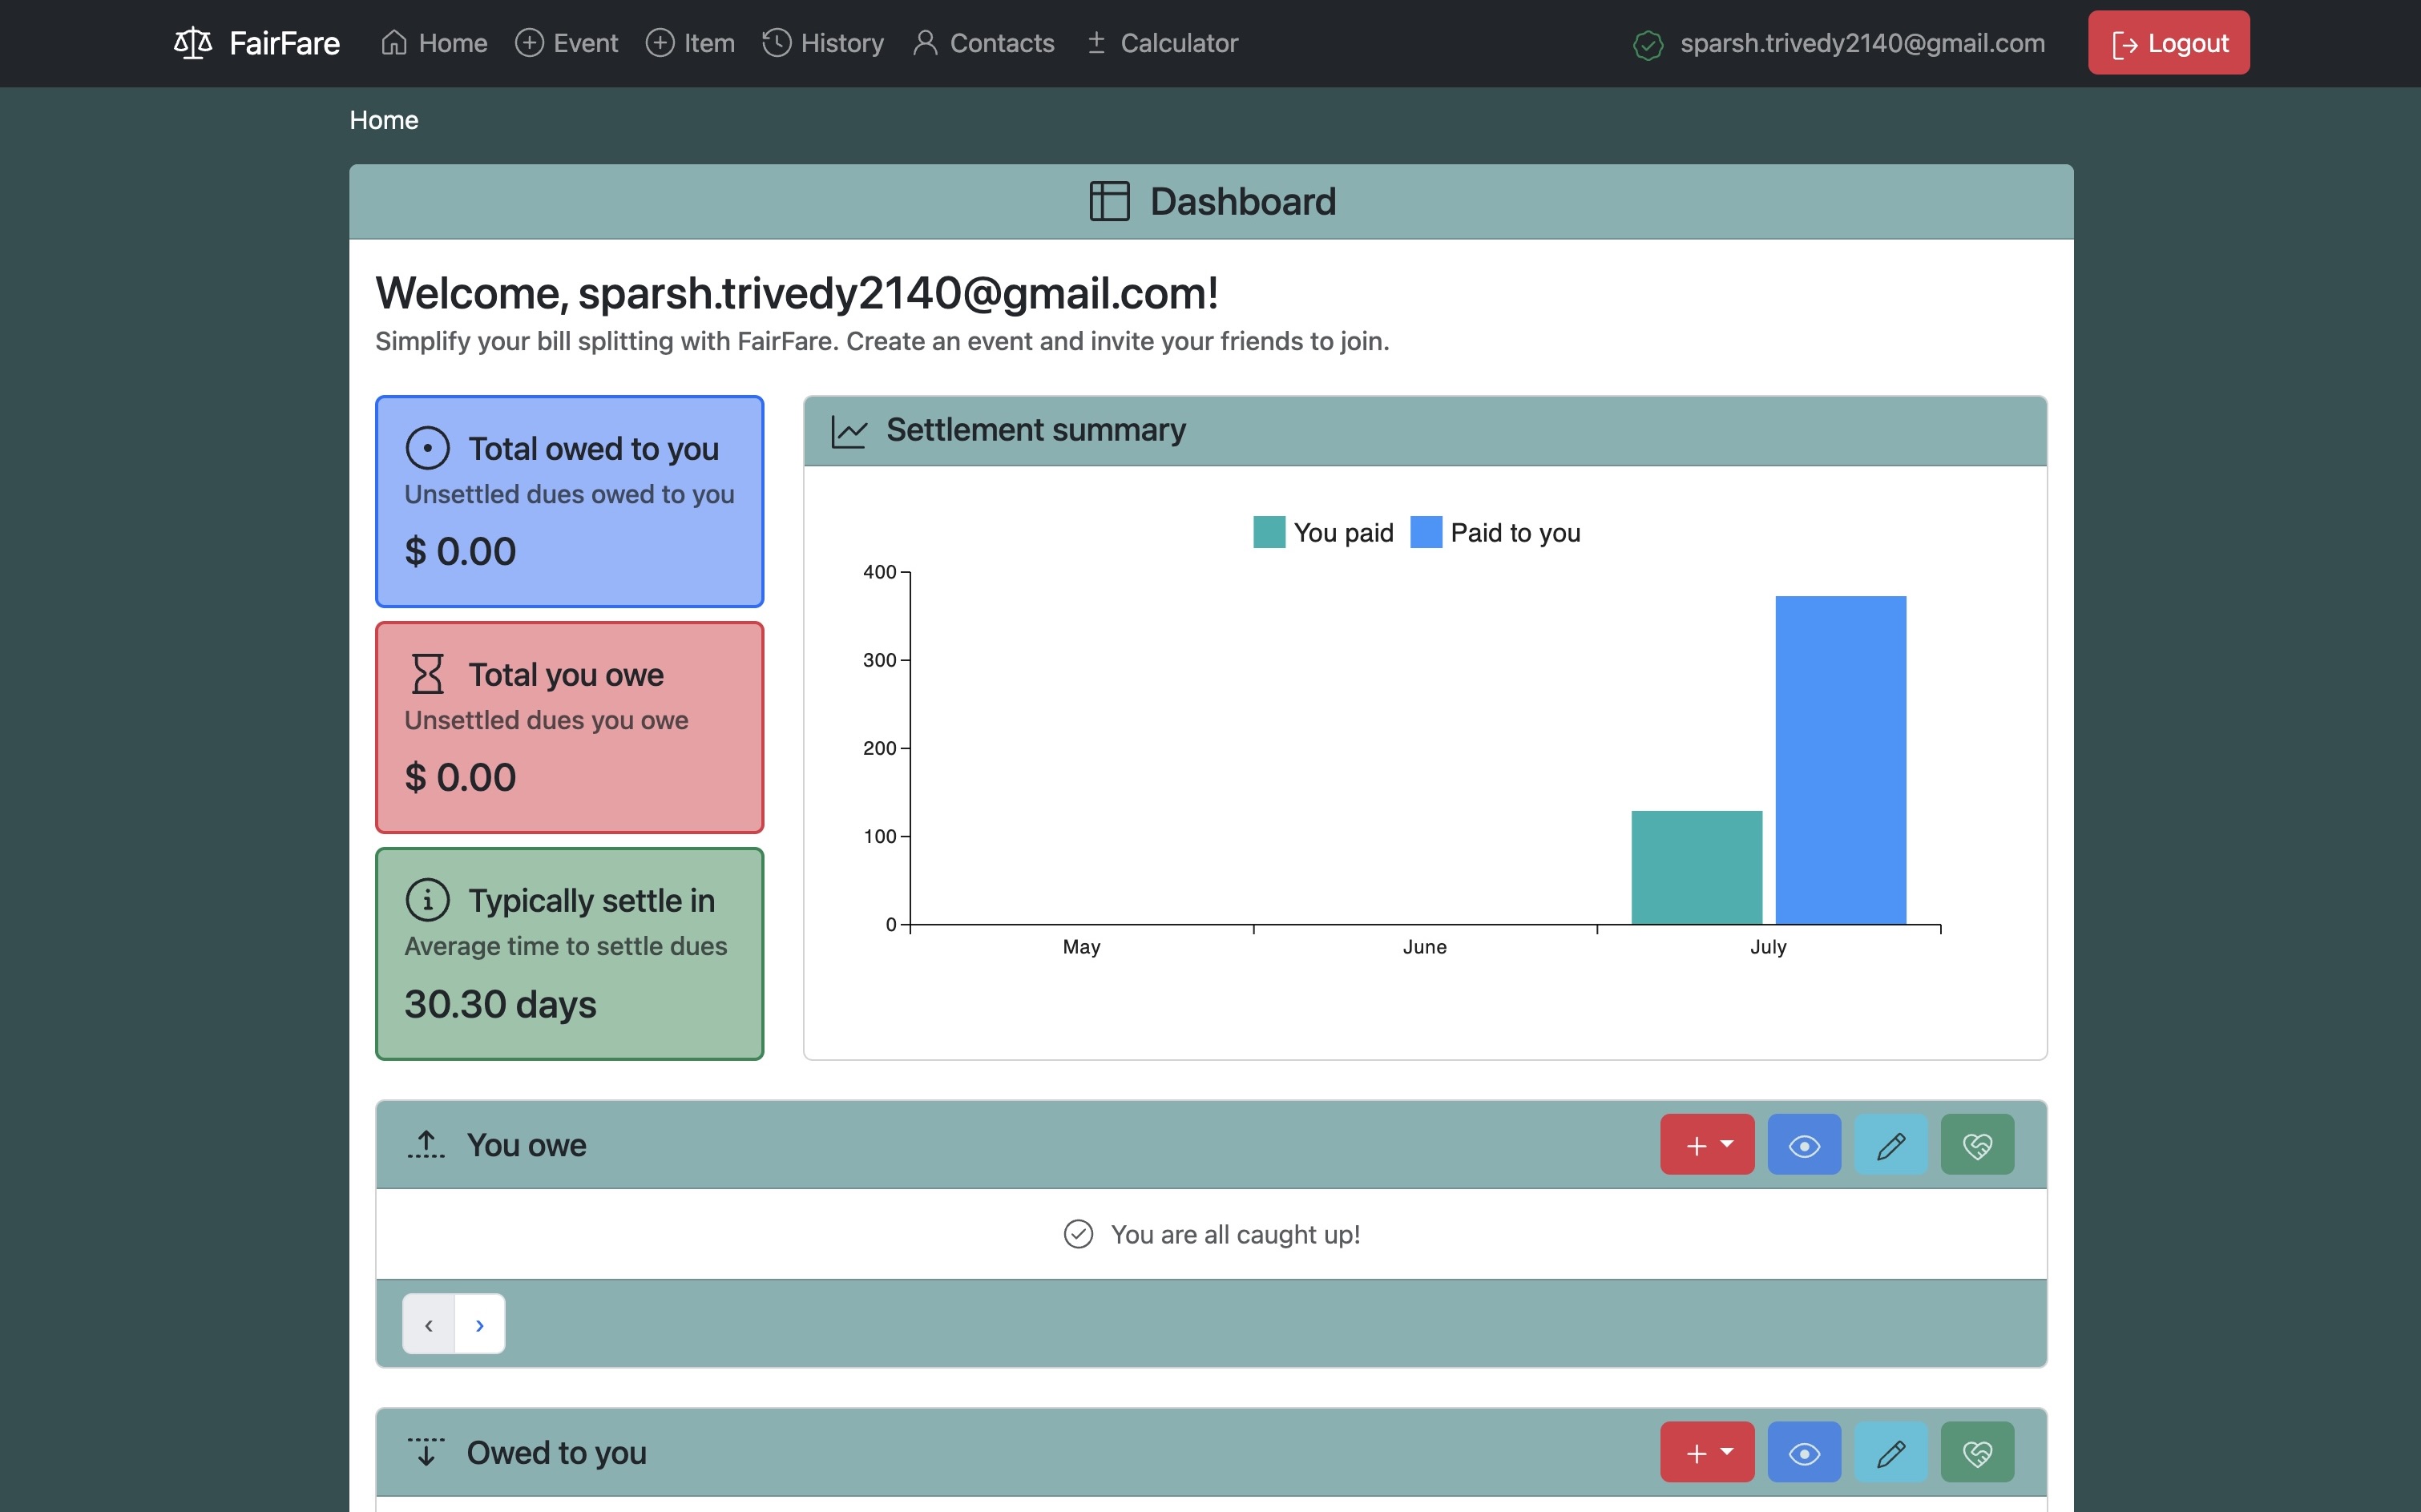 FairFare Home Event Item History Contacts Calculator sparsh.trivedy2140@gmail.com Logout
Home
Dashboard
Welcome, sparsh.trivedy2140@gmail.com!
Simplify your bill splitting with FairFare. Create an event and invite your friends to join.
Total owed to you
Unsettled dues owed to you
$ 0.00
Total you owe
Unsettled dues you owe
$ 0.00
Typically settle in
Average time to settle dues
30.30 days
Settlement summary
You paid Paid to you
400
300
200
100
0
May June July
You owe
You are all caught up!
‹ ›
Owed to you